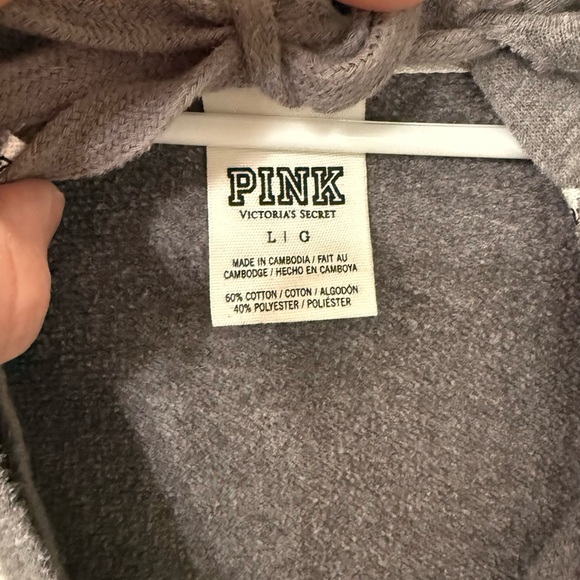 PINK
VICTORIA'S SECRET
L | G
MADE IN CAMBODIA / FAIT AU
CAMBODGE / HECHO EN CAMBOYA
60% COTTON / COTON / ALGODÓN
40% POLYESTER / POLIÉSTER